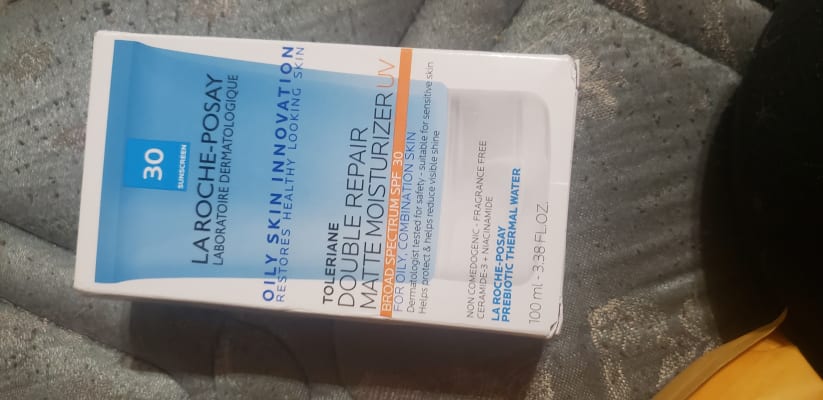 30
SUNSCREEN
LA ROCHE-POSAY
LABORATOIRE DERMATOLOGIQUE
OILY SKIN INNOVATION
RESTORES HEALTHY LOOKING SKIN
TOLERIANE
DOUBLE REPAIR
MATTE MOISTURIZER UV
BROAD SPECTRUM SPF 30
FOR OILY, COMBINATION SKIN
Dermatologist tested for safety - suitable for sensitive skin
Helps protect & helps reduce visible shine
NON COMEDOGENIC - FRAGRANCE FREE
CERAMIDE-3 + NIACINAMIDE
LA ROCHE-POSAY
PREBIOTIC THERMAL WATER
100 ml - 3.38 FL.OZ.